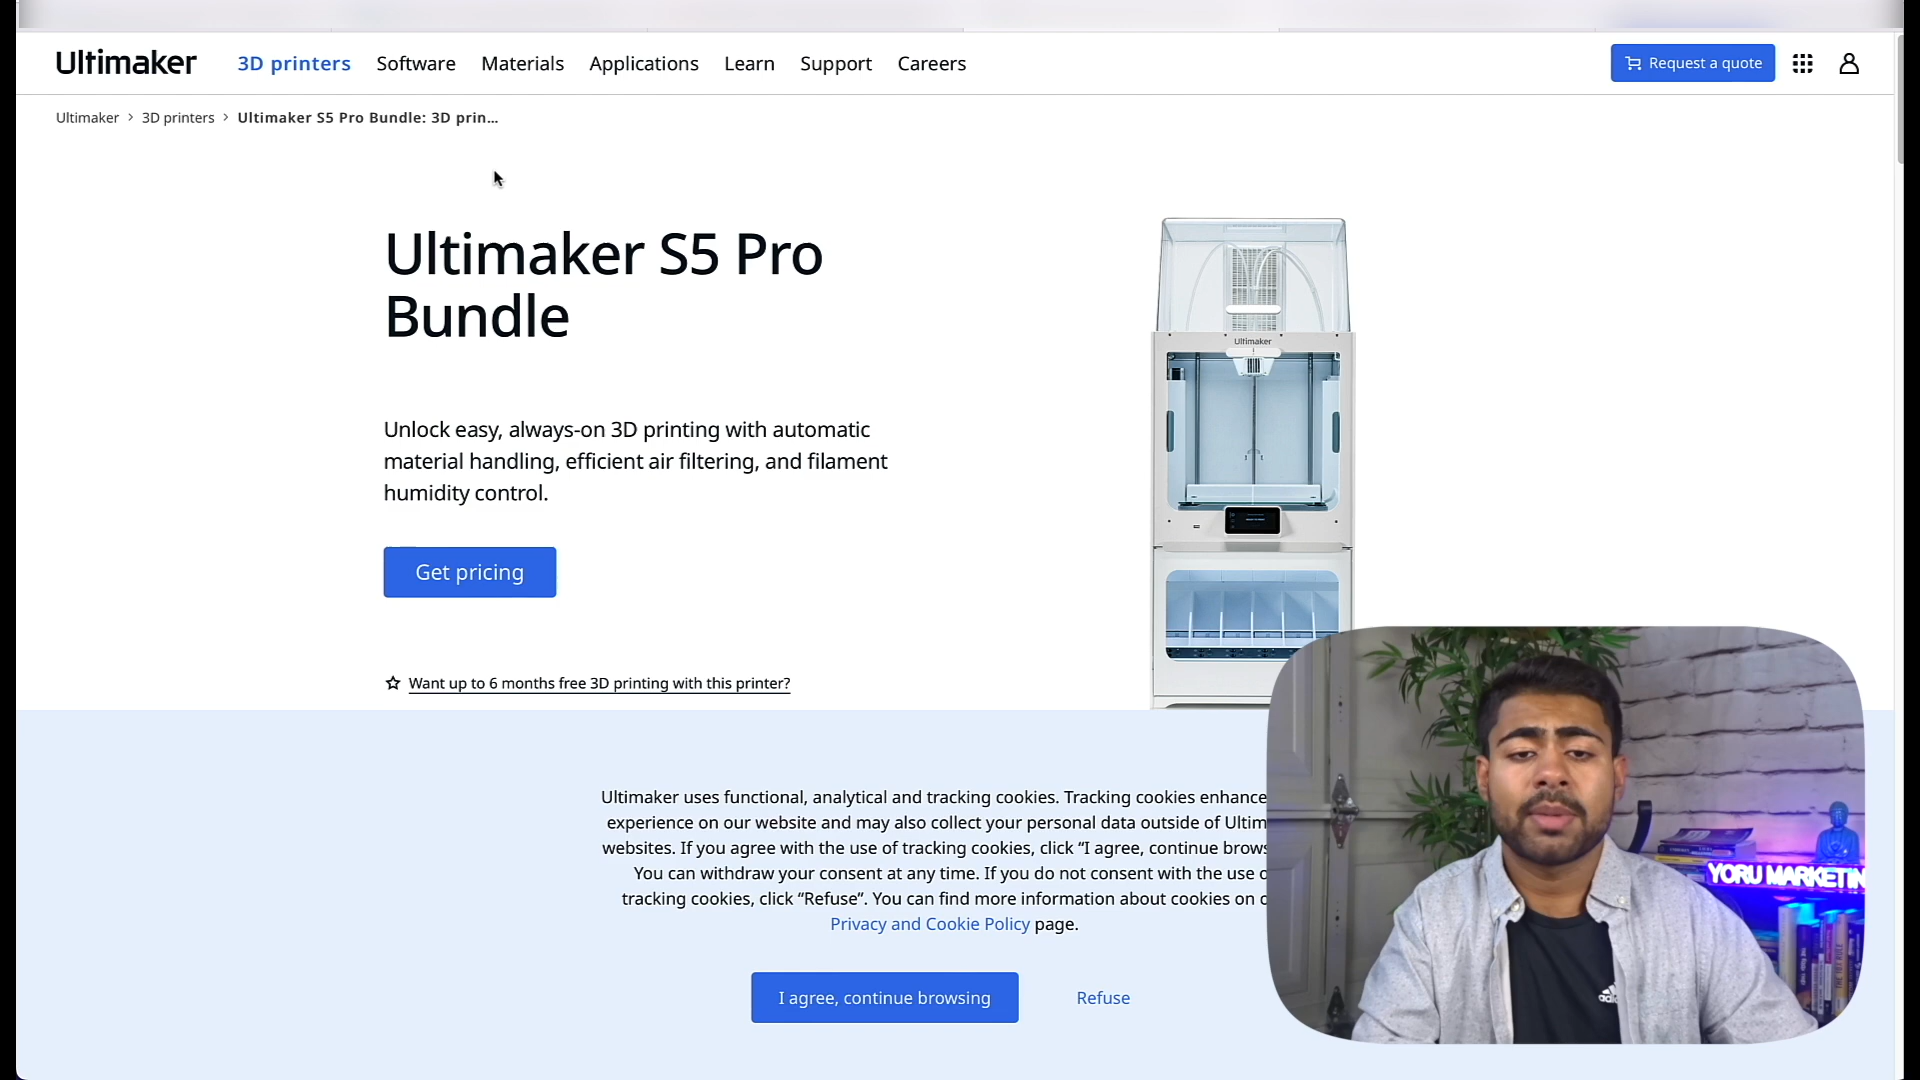 Ultimaker
3D printers
Software
Materials
Applications
Learn
Support
Careers
Request a quote
Ultimaker > 3D printers > Ultimaker S5 Pro Bundle: 3D prin...
Ultimaker S5 Pro
Bundle
Unlock easy, always-on 3D printing with automatic
material handling, efficient air filtering, and filament
humidity control.
Get pricing
Want up to 6 months free 3D printing with this printer?
Ultimaker
Ultimaker uses functional, analytical and tracking cookies. Tracking cookies enhance
experience on our website and may also collect your personal data outside of Ultim
websites. If you agree with the use of tracking cookies, click “I agree, continue brows
You can withdraw your consent at any time. If you do not consent with the use o
tracking cookies, click “Refuse”. You can find more information about cookies on o
Privacy and Cookie Policy page.
I agree, continue browsing
Refuse
YORU MARKETIN
adidas